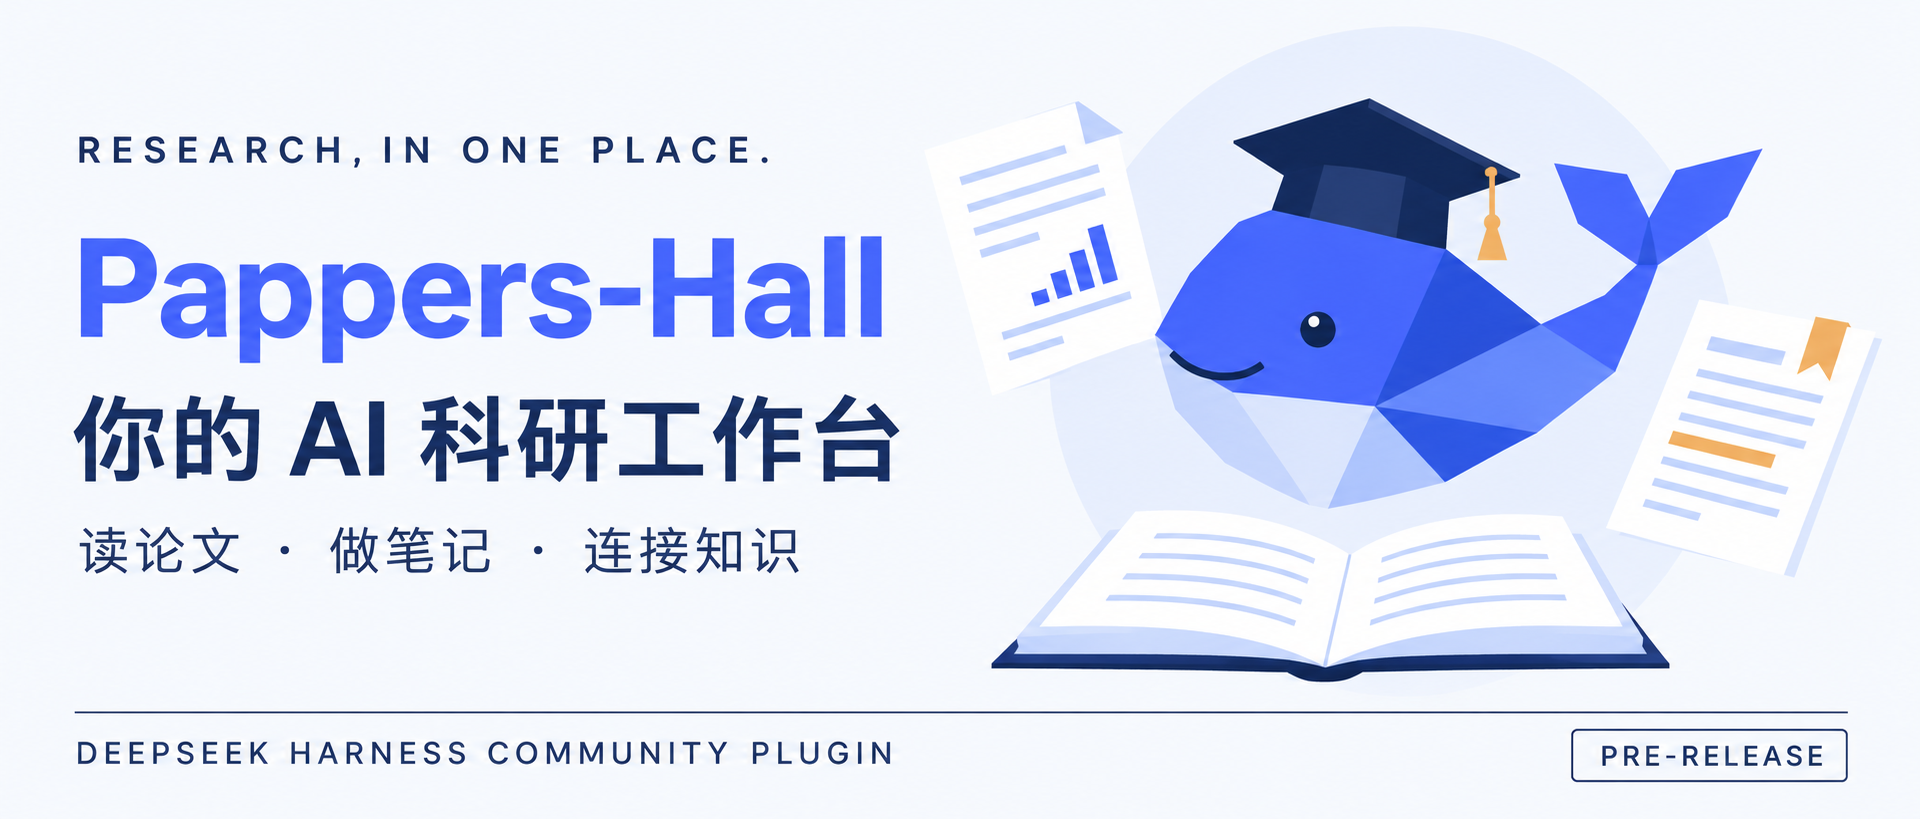 RESEARCH, IN ONE PLACE.
Pappers-Hall
你的 AI 科研工作台
读论文 · 做笔记 · 连接知识
DEEPSEEK HARNESS COMMUNITY PLUGIN
PRE-RELEASE